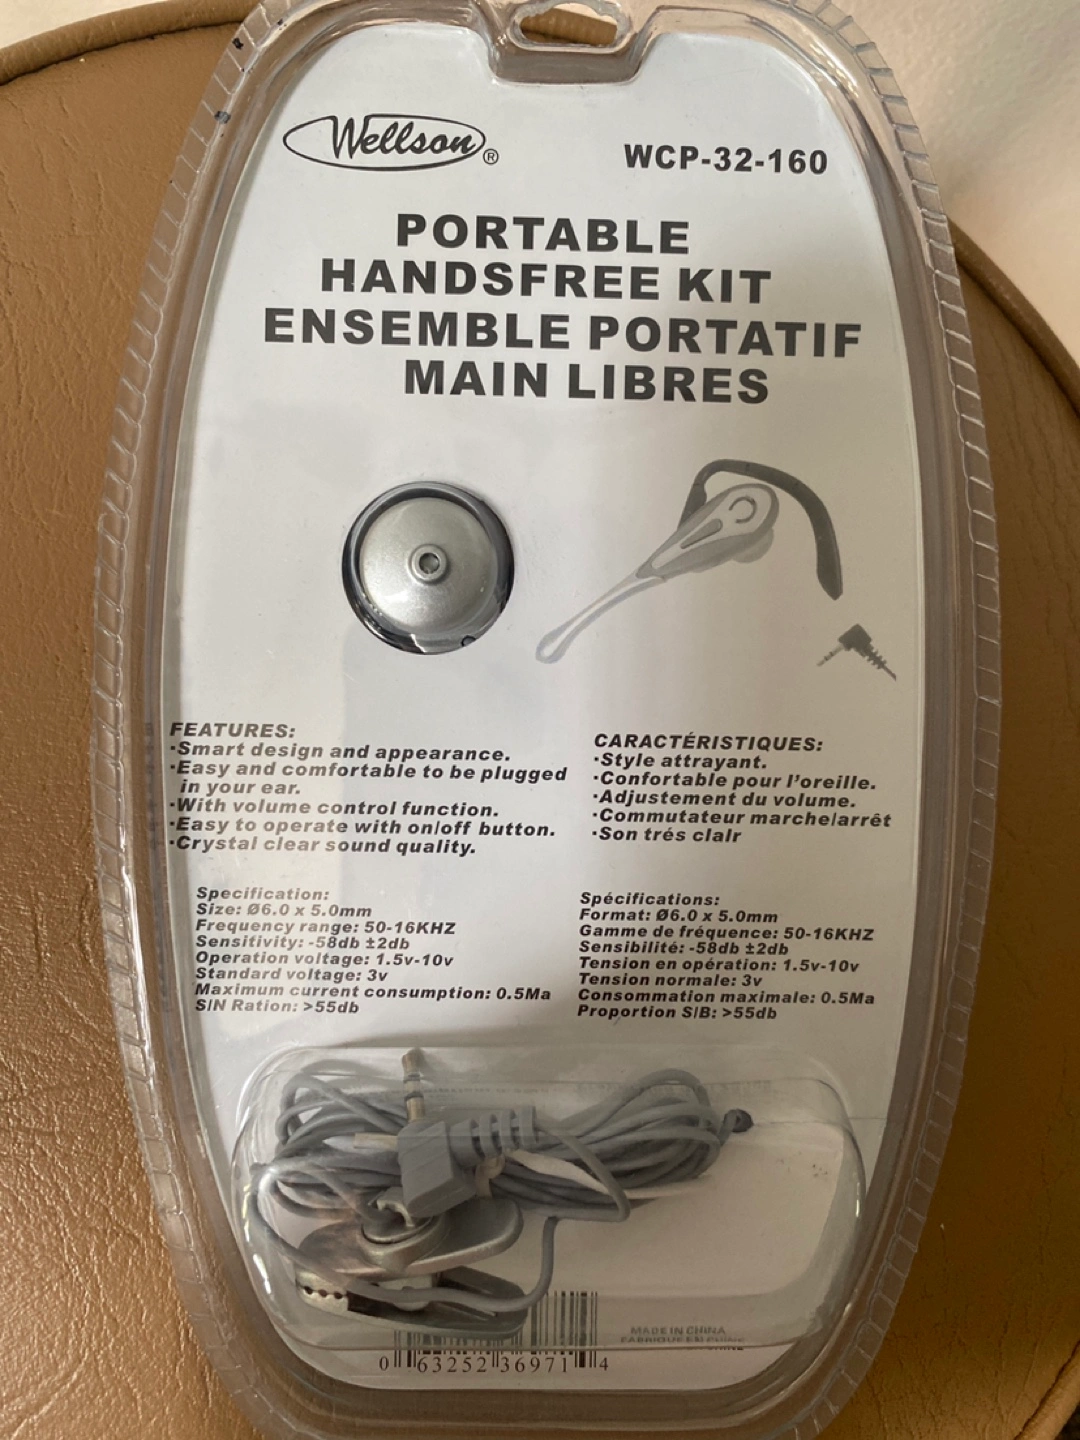 Wellson®
WCP-32-160
PORTABLE
HANDSFREE KIT
ENSEMBLE PORTATIF
MAIN LIBRES
FEATURES:
·Smart design and appearance.
·Easy and comfortable to be plugged
in your ear.
·With volume control function.
·Easy to operate with on/off button.
·Crystal clear sound quality.
CARACTÉRISTIQUES:
·Style attrayant.
·Confortable pour l'oreille.
·Adjustement du volume.
·Commutateur marche/arrêt
·Son trés clalr
Specification:
Size: Ø6.0 x 5.0mm
Frequency range: 50-16KHZ
Sensitivity: -58db ±2db
Operation voltage: 1.5v-10v
Standard voltage: 3v
Maximum current consumption: 0.5Ma
S/N Ration: >55db
Spécifications:
Format: Ø6.0 x 5.0mm
Gamme de fréquence: 50-16KHZ
Sensibilité: -58db ±2db
Tension en opération: 1.5v-10v
Tension normale: 3v
Consommation maximale: 0.5Ma
Proportion S/B: >55db
MADE IN CHINA
FABRIQUE EN CHINE
0 63252 36971 4